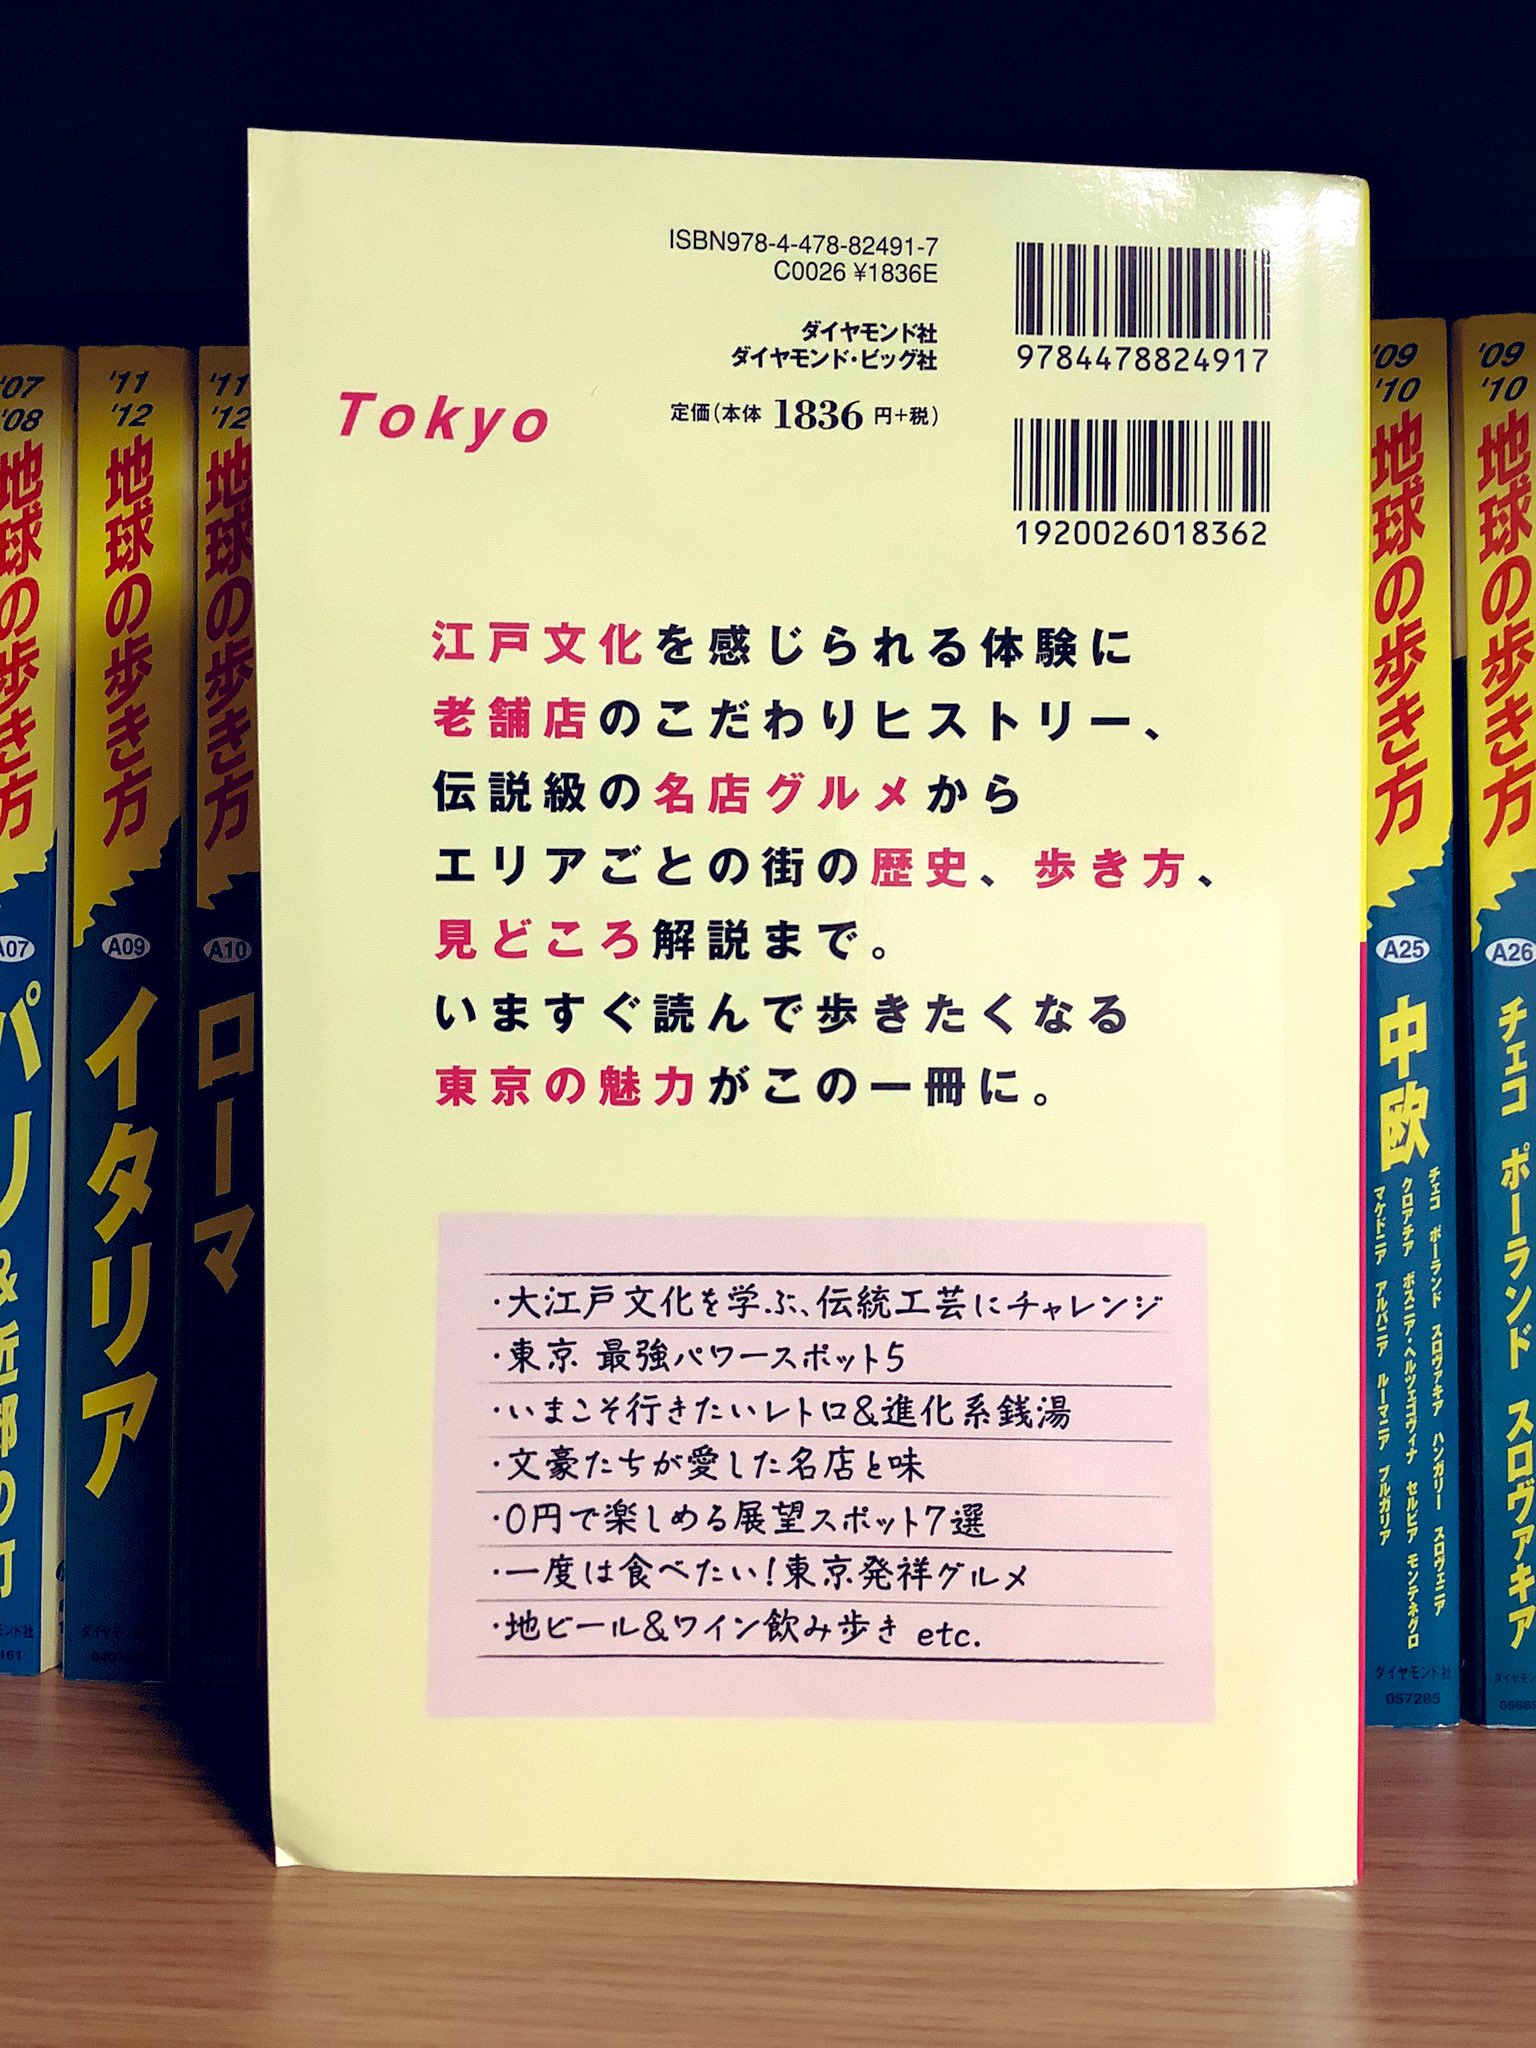 ISBN978-4-478-82491-7
C0026 ¥1836E
ダイヤモンド社
ダイヤモンド・ビッグ社
定価(本体 1836 円+税)
9784478824917
1920026018362
Tokyo
江戸文化を感じられる体験に
老舗店のこだわりヒストリー、
伝説級の名店グルメから
エリアごとの街の歴史、歩き方、
見どころ解説まで。
いますぐ読んで歩きたくなる
東京の魅力がこの一冊に。
・大江戸文化を学ぶ、伝統工芸にチャレンジ
・東京 最強パワースポット5
・いまこそ行きたいレトロ&進化系銭湯
・文豪たちが愛した名店と味
・0円で楽しめる展望スポット7選
・一度は食べたい!東京発祥グルメ
・地ビール&ワイン飲み歩き etc.
'07
'08
地球の歩き方
A07
パリ&近郊の町
'11
'12
地球の歩き方
A09
イタリア
'11
'12
地球の歩き方
A10
ローマ
'09
'10
地球の歩き方
A25
中欧
チェコ ポーランド スロヴァキア ハンガリー スロヴェニア
クロアチア ボスニア・ヘルツェゴヴィナ セルビア モンテネグロ
マケドニア アルバニア ルーマニア ブルガリア
ダイヤモンド社
057285
'09
'10
地球の歩き方
A26
チェコ ポーランド スロヴァキア